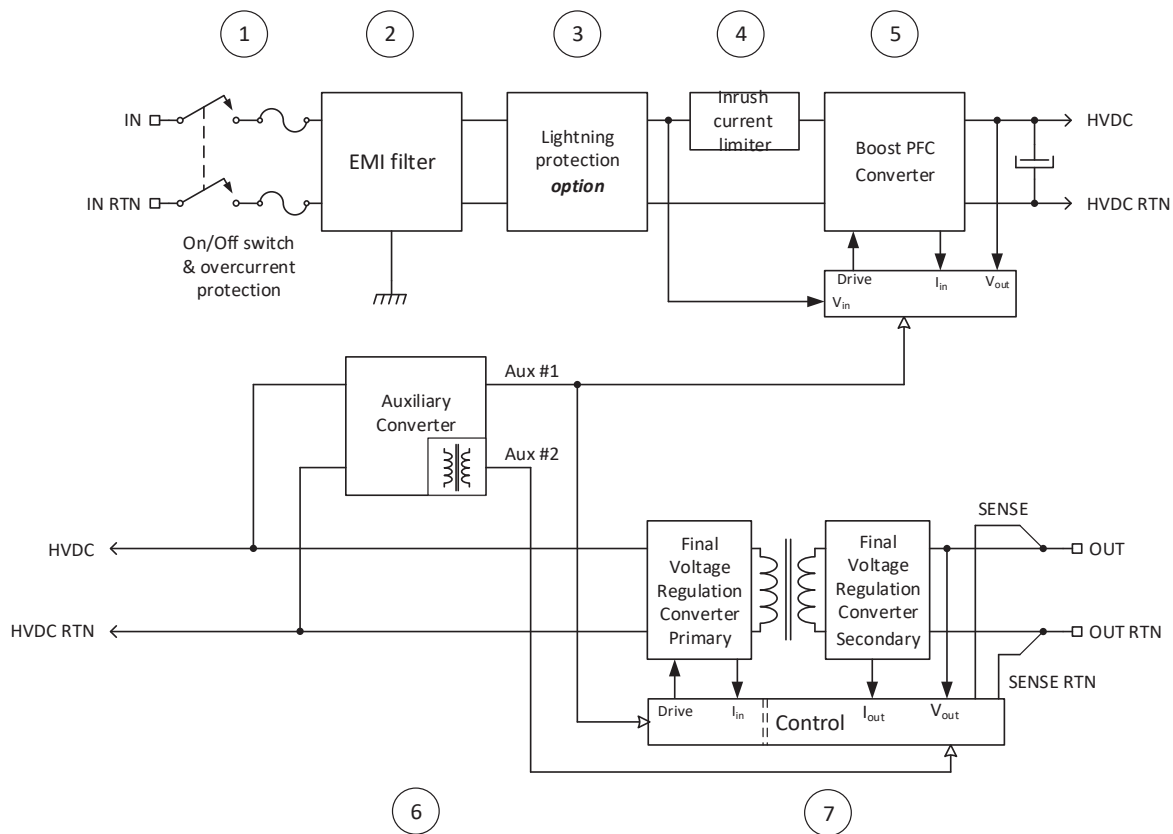 1
2
3
4
5
IN
IN RTN
On/Off switch
& overcurrent
protection
EMI filter
Lightning
protection
option
Inrush
current
limiter
Boost PFC
Converter
HVDC
HVDC RTN
Drive
Iin
Vout
Vin
Auxiliary
Converter
Aux #1
Aux #2
HVDC
HVDC RTN
Final
Voltage
Regulation
Converter
Primary
Final
Voltage
Regulation
Converter
Secondary
SENSE
OUT
OUT RTN
SENSE RTN
Drive
Iin
Control
Iout
Vout
6
7